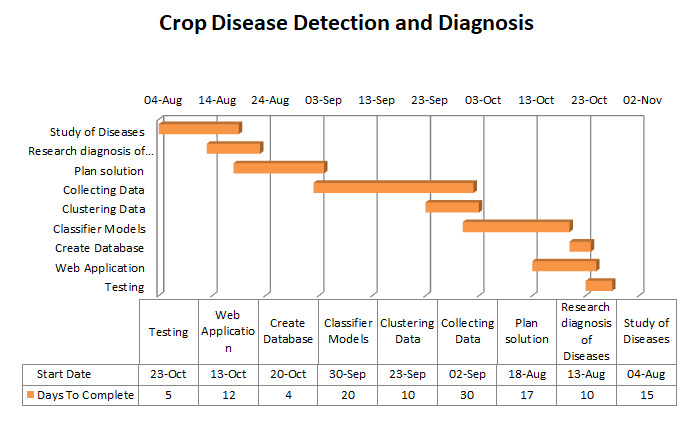 Crop Disease Detection and Diagnosis
04-Aug 14-Aug 24-Aug 03-Sep 13-Sep 23-Sep 03-Oct 13-Oct 23-Oct 02-Nov
Study of Diseases
Research diagnosis of…
Plan solution
Collecting Data
Clustering Data
Classifier Models
Create Database
Web Application
Testing
Testing
Web
Applicatio
n
Create
Database
Classifier
Models
Clustering
Data
Collecting
Data
Plan
solution
Research
diagnosis
of
Diseases
Study of
Diseases
Start Date 23-Oct 13-Oct 20-Oct 30-Sep 23-Sep 02-Sep 18-Aug 13-Aug 04-Aug
Days To Complete 5 12 4 20 10 30 17 10 15